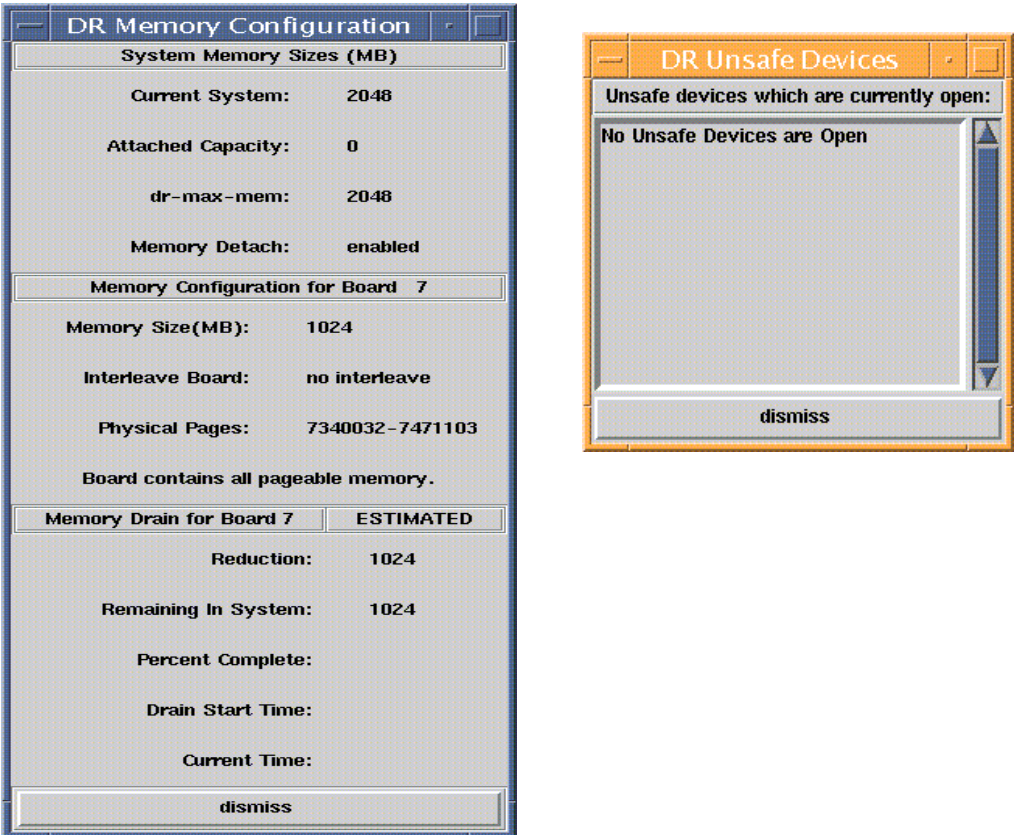 DR Memory Configuration
System Memory Sizes (MB)
Current System: 2048
Attached Capacity: 0
dr-max-mem: 2048
Memory Detach: enabled
Memory Configuration for Board 7
Memory Size(MB): 1024
Interleave Board: no interleave
Physical Pages: 7340032-7471103
Board contains all pageable memory.
Memory Drain for Board 7 ESTIMATED
Reduction: 1024
Remaining In System: 1024
Percent Complete:
Drain Start Time:
Current Time:
dismiss
DR Unsafe Devices
Unsafe devices which are currently open:
No Unsafe Devices are Open
dismiss